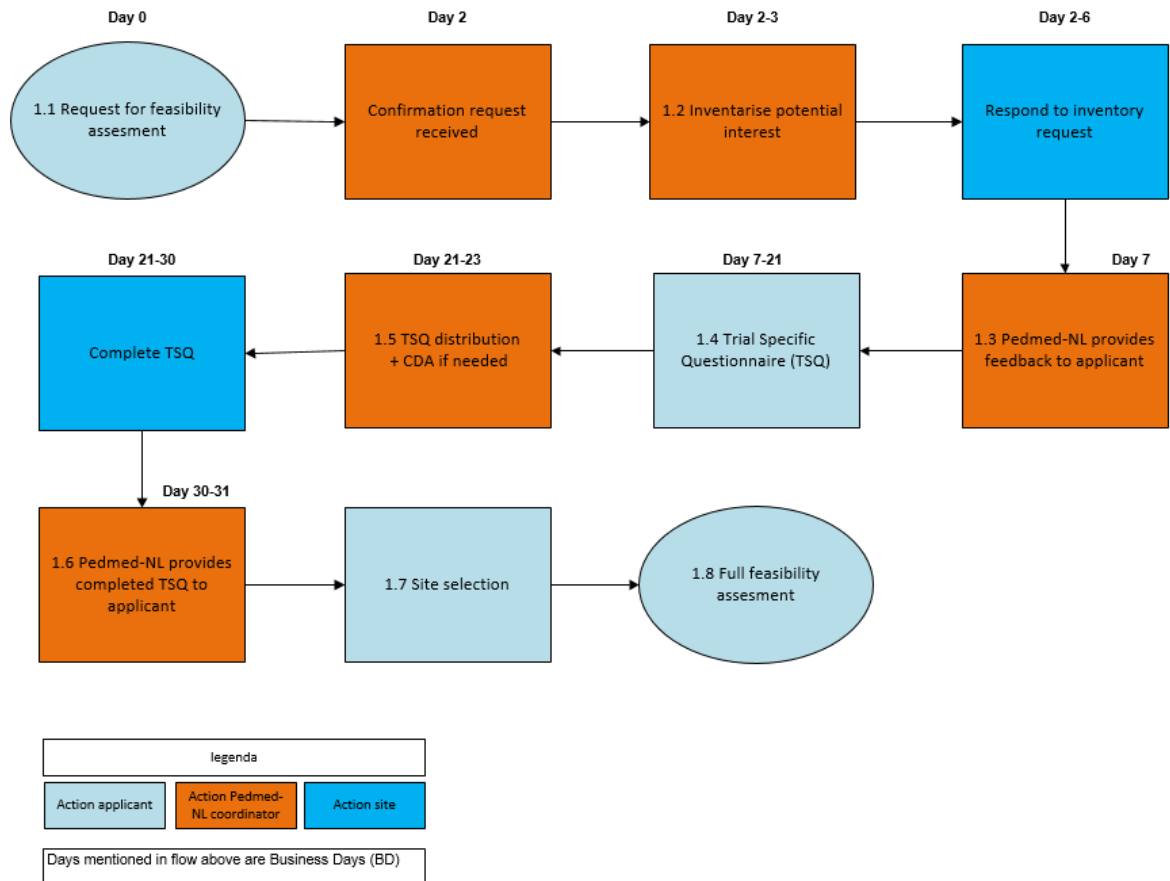 Day 0
Day 2
Day 2-3
Day 2-6
1.1 Request for feasibility
assesment
Confirmation request
received
1.2 Inventarise potential
interest
Respond to inventory
request
Day 21-30
Day 21-23
Day 7-21
Day 7
Complete TSQ
1.5 TSQ distribution
+ CDA if needed
1.4 Trial Specific
Questionnaire (TSQ)
1.3 Pedmed-NL provides
feedback to applicant
Day 30-31
1.6 Pedmed-NL provides
completed TSQ to
applicant
1.7 Site selection
1.8 Full feasibility
assesment
legenda
Action applicant
Action Pedmed-
NL coordinator
Action site
Days mentioned in flow above are Business Days (BD)